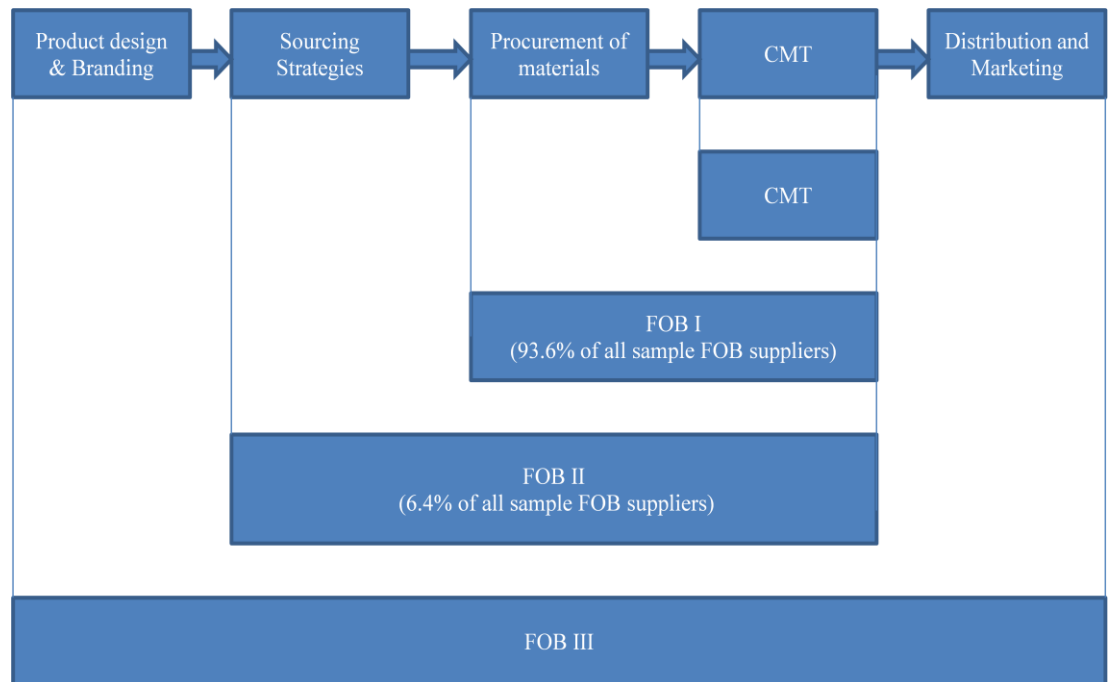 Product design
& Branding
Sourcing
Strategies
Procurement of
materials
CMT
Distribution and
Marketing
CMT
FOB I
(93.6% of all sample FOB suppliers)
FOB II
(6.4% of all sample FOB suppliers)
FOB III